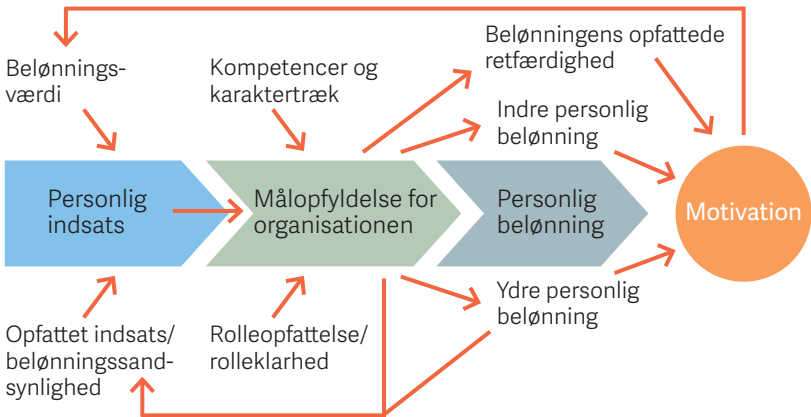 Belønnings-
værdi
Kompetencer og
karaktertræk
Belønningens opfattede
retfærdighed
Indre personlig
belønning
Personlig
indsats
Målopfyldelse for
organisationen
Personlig
belønning
Motivation
Opfattet indsats/
belønningssand-
synlighed
Rolleopfattelse/
rolleklarhed
Ydre personlig
belønning